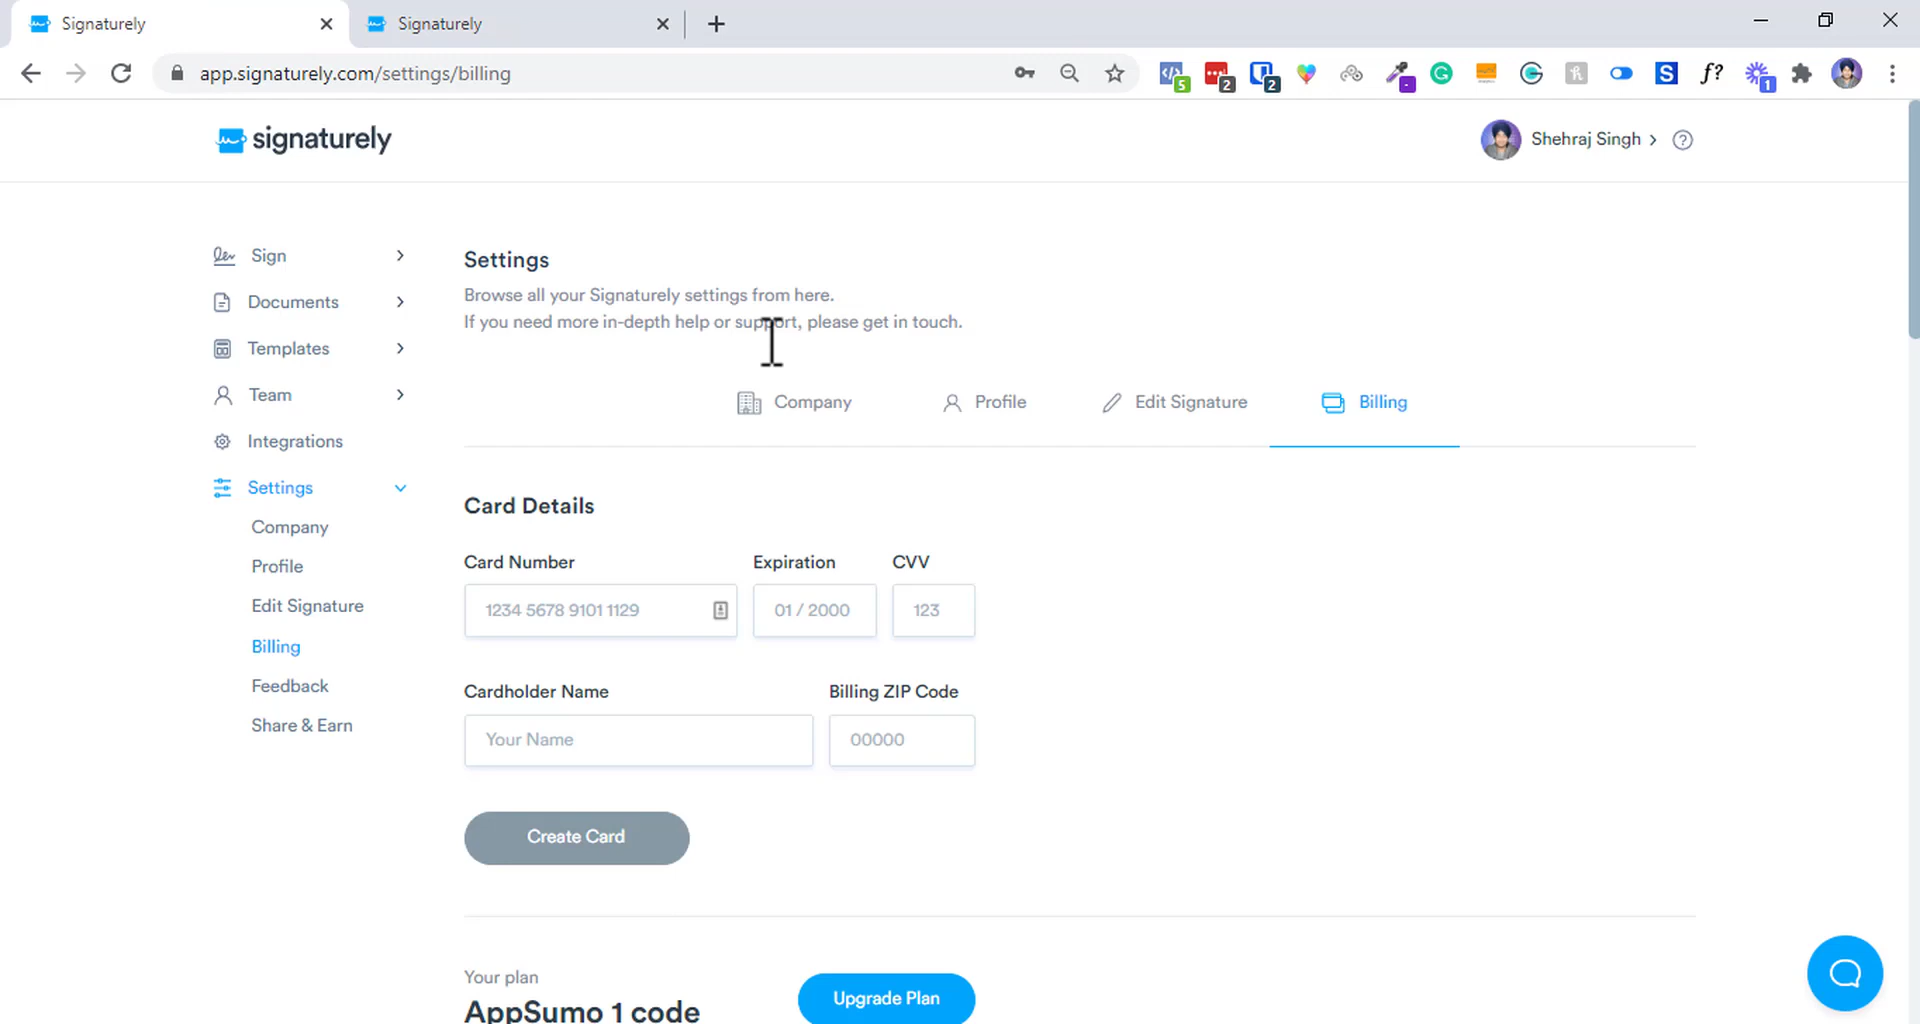 Signaturely
Signaturely
app.signaturely.com/settings/billing
5
2
2
f?
1
signaturely
Shehraj Singh
Sign
Documents
Templates
Team
Integrations
Settings
Company
Profile
Edit Signature
Billing
Feedback
Share & Earn
Settings
Browse all your Signaturely settings from here.
If you need more in-depth help or support, please get in touch.
Company
Profile
Edit Signature
Billing
Card Details
Card Number
Expiration
CVV
1234 5678 9101 1129
01 / 2000
123
Cardholder Name
Billing ZIP Code
Your Name
00000
Create Card
Your plan
AppSumo 1 code
Upgrade Plan